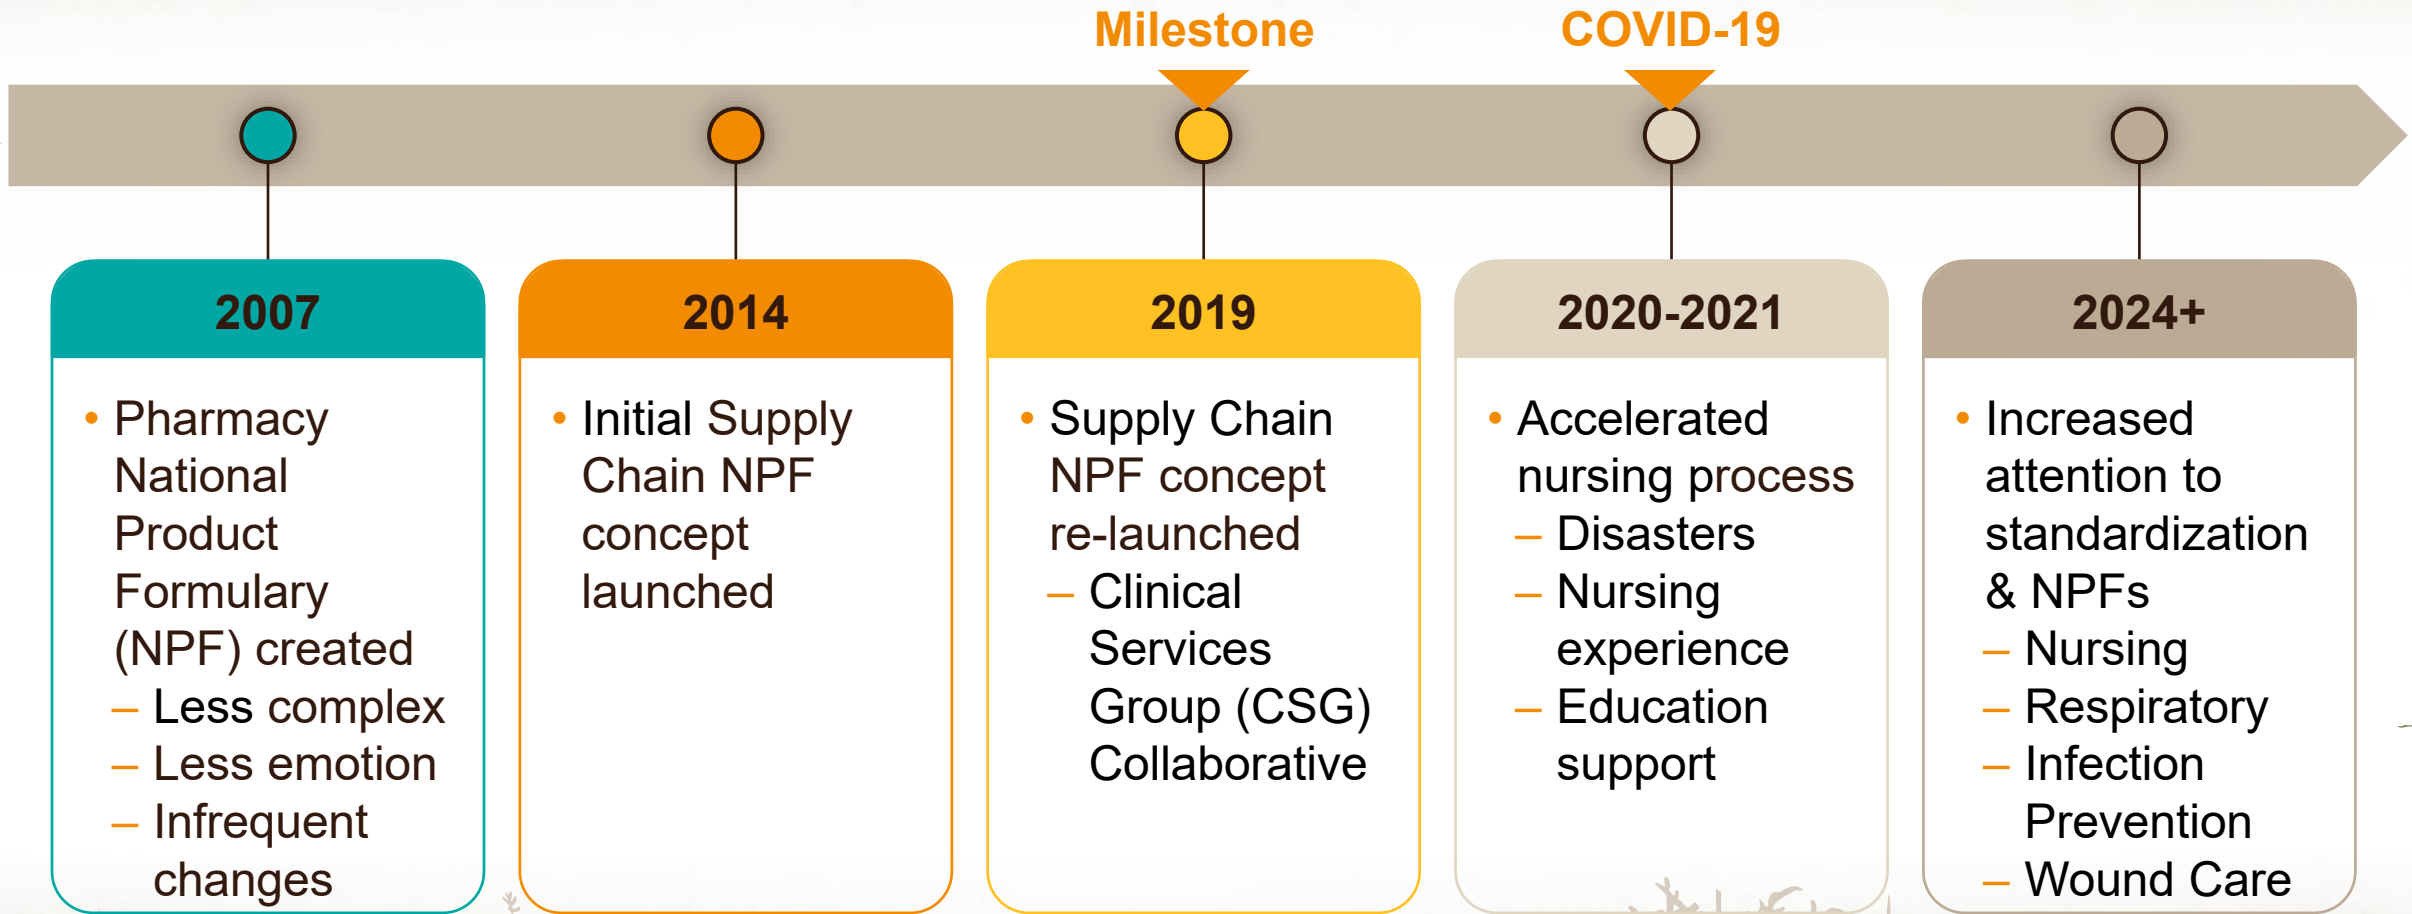 Milestone
COVID-19
2007
• Pharmacy
National
Product
Formulary
(NPF) created
– Less complex
– Less emotion
– Infrequent
changes
2014
• Initial Supply
Chain NPF
concept
launched
2019
• Supply Chain
NPF concept
re-launched
– Clinical
Services
Group (CSG)
Collaborative
2020-2021
• Accelerated
nursing process
– Disasters
– Nursing
experience
– Education
support
2024+
• Increased
attention to
standardization
& NPFs
– Nursing
– Respiratory
– Infection
Prevention
– Wound Care